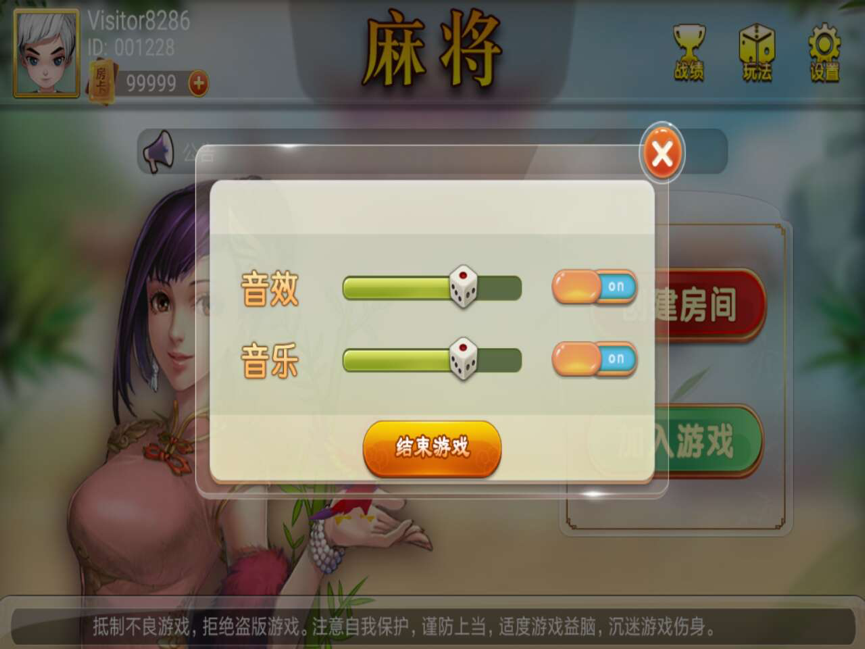 Visitor8286
ID: 001228
房卡
99999
麻将
战绩
玩法
设置
公告
音效
on
音乐
on
结束游戏
创建房间
加入游戏
抵制不良游戏，拒绝盗版游戏。注意自我保护，谨防上当，适度游戏益脑，沉迷游戏伤身。